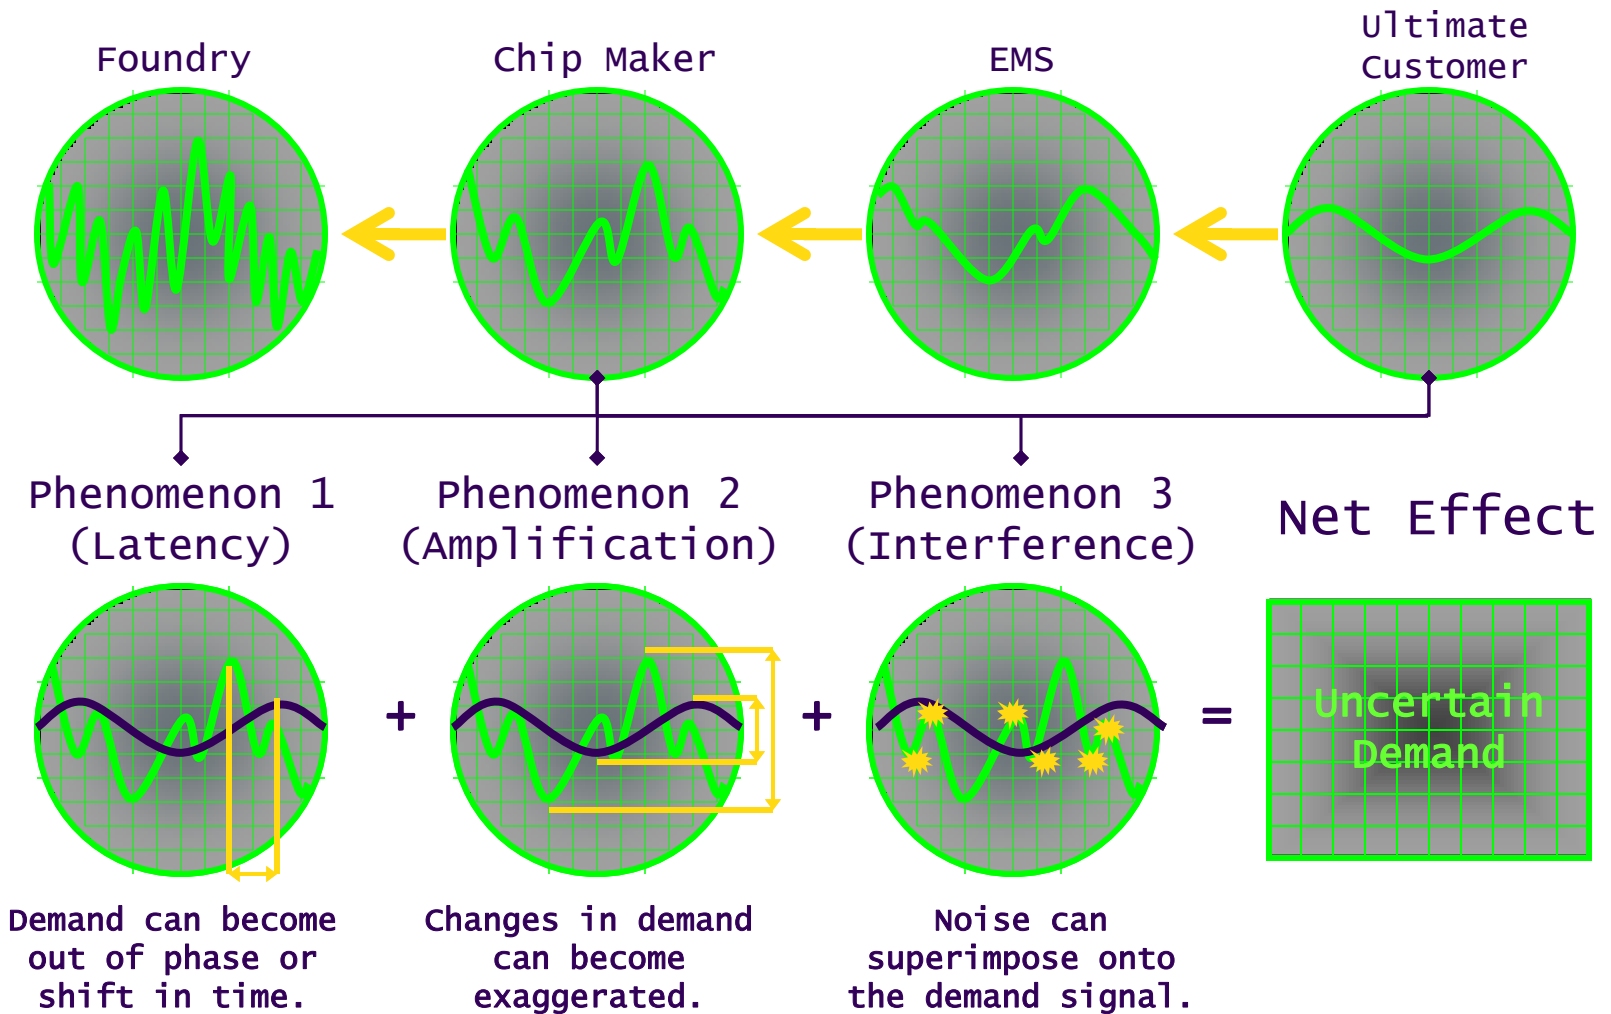 Foundry
Chip Maker
EMS
Ultimate
Customer
Phenomenon 1
(Latency)
Phenomenon 2
(Amplification)
Phenomenon 3
(Interference)
Net Effect
+
+
=
Uncertain
Demand
Demand can become
out of phase or
shift in time.
Changes in demand
can become
exaggerated.
Noise can
superimpose onto
the demand signal.